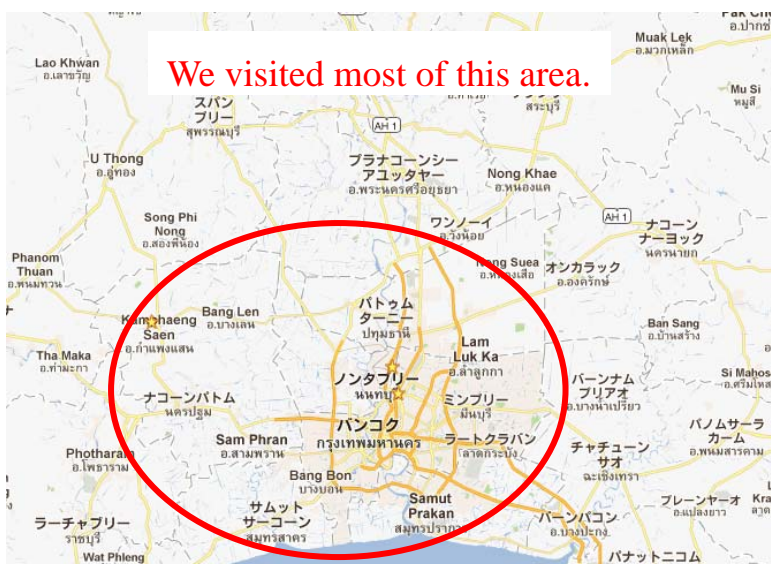 We visited most of this area.
Muak Lek
อ.มวกเหล็ก
Lao Khwan
อ.เลาขวัญ
Mu Si
หมูสี
スパン
ブリー
สุพรรณบุรี
สระบุรี
AH 1
U Thong
อ.อู่ทอง
プラナコーンシー
アユッタヤー
อ.พระนครศรีอยุธยา
Nong Khae
อ.หนองแค
Song Phi
Nong
อ.สองพี่น้อง
ワンノーイ
อ.วังน้อย
AH 1
ナコーン
ナーヨック
นครนายก
Phanom
Thuan
อ.พนมทวน
Nong Suea
อ.หนองเสือ
オンカラック
อ.องครักษ์
Kamphaeng
Saen
อ.กำแพงแสน
Bang Len
อ.บางเลน
パトゥム
ターニー
ปทุมธานี
Lam
Luk Ka
อ.ลำลูกกา
Ban Sang
อ.บ้านสร้าง
Tha Maka
อ.ท่ามะกา
ナコーンパトム
นครปฐม
ノンタブリー
นนทบุรี
ミンブリー
มีนบุรี
バーンナム
プリアオ
อ.บางน้ำเปรี้ยว
Si Mahos
バンコク
กรุงเทพมหานคร
Sam Phran
อ.สามพราน
ラートクラバン
ลาดกระบัง
パノムサーラ
カーム
อ.พนมสารคาม
Photharam
อ.โพธาราม
チャチューン
サオ
ฉะเชิงเทรา
Bang Bon
บางบอน
サムット
サーコーン
สมุทรสาคร
Samut
Prakan
สมุทรปราการ
プレーンヤーオ
อ.แปลงยาว
ラーチャブリー
ราชบุรี
バーンパコン
อ.บางปะกง
Wat Phleng
パナットニコム